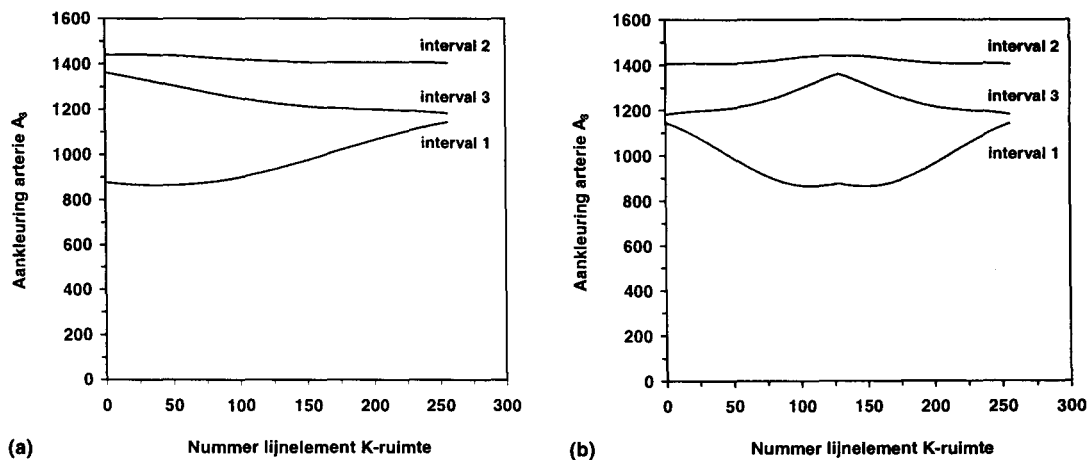 1600
1400
1200
1000
800
600
400
200
0
Aankleuring arterie A₈
interval 2
interval 3
interval 1
0 50 100 150 200 250 300
(a) Nummer lijnelement K-ruimte
1600
1400
1200
1000
800
600
400
200
0
Aankleuring arterie A₈
interval 2
interval 3
interval 1
0 50 100 150 200 250 300
(b) Nummer lijnelement K-ruimte